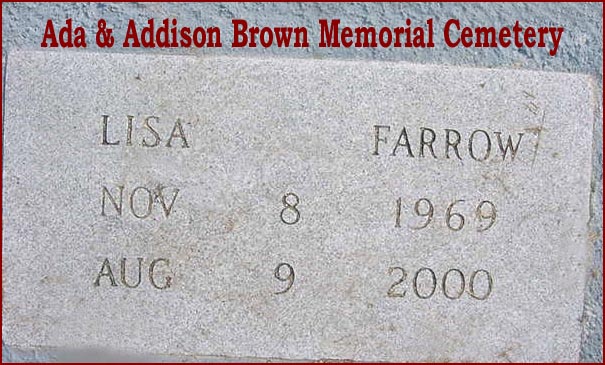 Ada & Addison Brown Memorial Cemetery
LISA FARROW
NOV 8 1969
AUG 9 2000